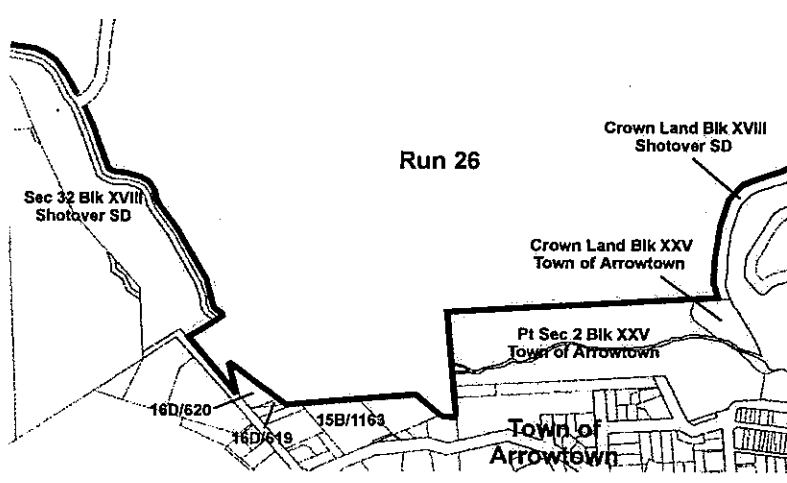 Crown Land Blk XVIII
Shotover SD
Run 26
Sec 32 Blk XVIII
Shotover SD
Crown Land Blk XXV
Town of Arrowtown
Pt Sec 2 Blk XXV
Town of Arrowtown
16D/620
16D/619
15B/1163
Town of
Arrowtown